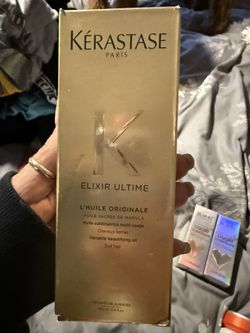 KÉRASTASE
PARIS
K
ELIXIR ULTIME
L'HUILE ORIGINALE
HUILE SACRÉE DE MARULA
Huile sublimatrice multi-usage
Cheveux ternes
Versatile beautifying oil
Dull hair